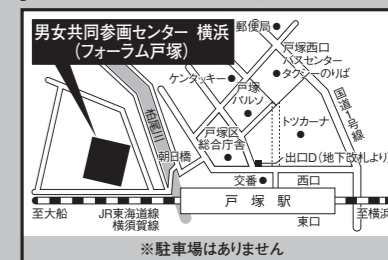 男女共同参画センター 横浜
(フォーラム戸塚)
郵便局
戸塚西口
バスセンター
タクシーのりば
ケンタッキー
戸塚
パルソ
国道1号線
トツカーナ
柏尾川
戸塚区
総合庁舎
朝日橋
出口D(地下改札より)
交番
西口
戸塚駅
至大船
JR東海道線
横須賀線
東口
至横浜
※駐車場はありません